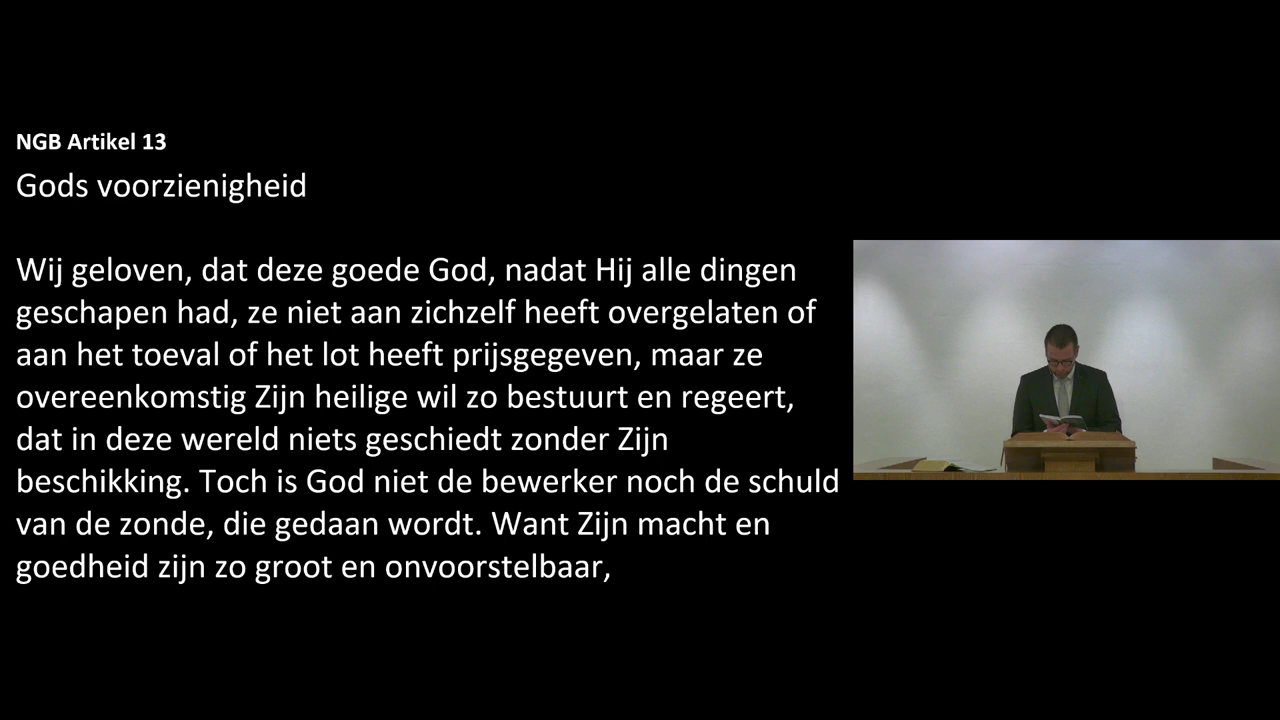 NGB Artikel 13
Gods voorzienigheid
Wij geloven, dat deze goede God, nadat Hij alle dingen
geschapen had, ze niet aan zichzelf heeft overgelaten of
aan het toeval of het lot heeft prijsgegeven, maar ze
overeenkomstig Zijn heilige wil zo bestuurt en regeert,
dat in deze wereld niets geschiedt zonder Zijn
beschikking. Toch is God niet de bewerker noch de schuld
van de zonde, die gedaan wordt. Want Zijn macht en
goedheid zijn zo groot en onvoorstelbaar,